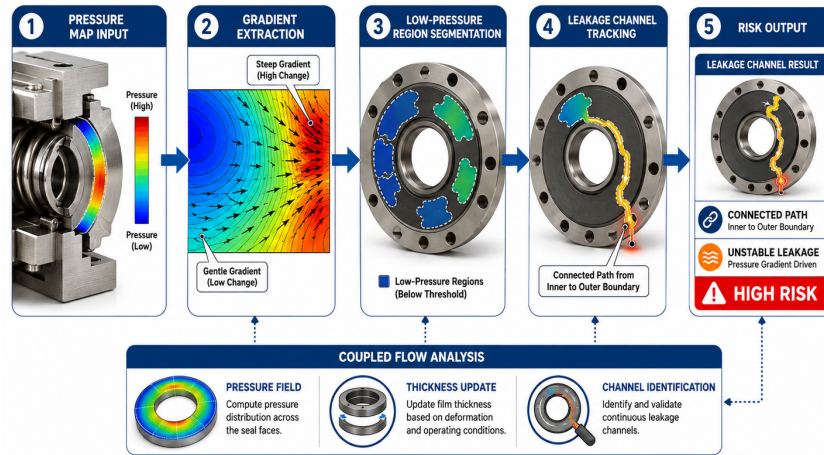 1
PRESSURE
MAP INPUT
Pressure
(High)
Pressure
(Low)
2
GRADIENT
EXTRACTION
Steep Gradient
(High Change)
Gentle Gradient
(Low Change)
3
LOW-PRESSURE
REGION SEGMENTATION
Low-Pressure Regions
(Below Threshold)
4
LEAKAGE CHANNEL
TRACKING
Connected Path from
Inner to Outer Boundary
5
RISK OUTPUT
LEAKAGE CHANNEL RESULT
CONNECTED PATH
Inner to Outer Boundary
UNSTABLE LEAKAGE
Pressure Gradient Driven
HIGH RISK
COUPLED FLOW ANALYSIS
PRESSURE FIELD
Compute pressure
distribution across
the seal faces.
THICKNESS UPDATE
Update film thickness
based on deformation
and operating conditions.
CHANNEL IDENTIFICATION
Identify and validate
continuous leakage
channels.